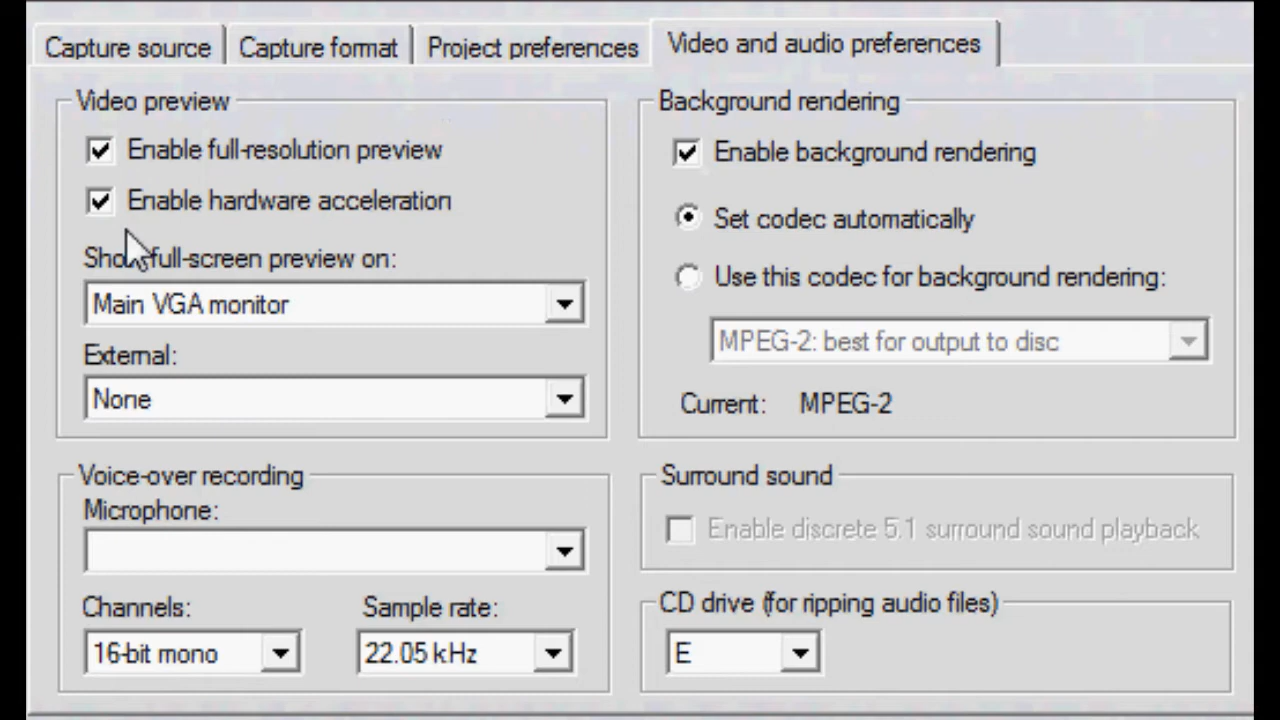 Capture source
Capture format
Project preferences
Video and audio preferences
Video preview
Enable full-resolution preview
Enable hardware acceleration
Show full-screen preview on:
Main VGA monitor
External:
None
Background rendering
Enable background rendering
Set codec automatically
Use this codec for background rendering:
MPEG-2: best for output to disc
Current: MPEG-2
Voice-over recording
Microphone:
Channels:
16-bit mono
Sample rate:
22.05 kHz
Surround sound
Enable discrete 5.1 surround sound playback
CD drive (for ripping audio files)
E